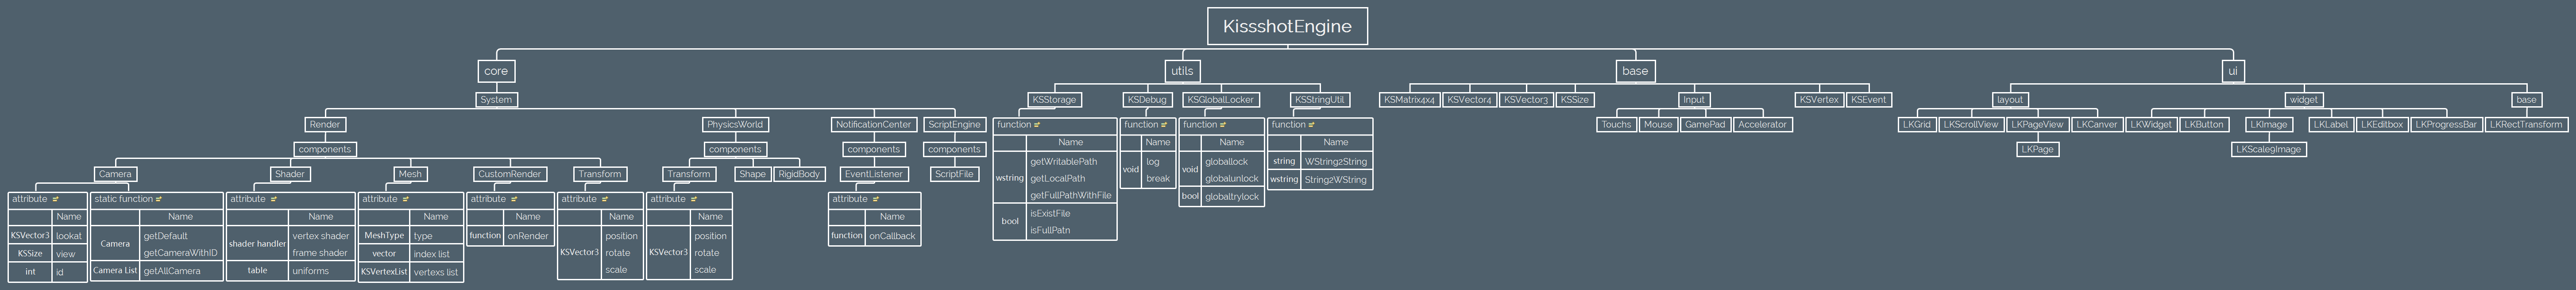 KissshotEngine
core
utils
base
ui
System
KSStorage
KSDebug
KSGlobalLocker
KSStringUtil
KSMatrix4x4
KSVector4
KSVector3
KSSize
Input
KSVertex
KSEvent
layout
widget
base
Render
PhysicsWorld
NotificationCenter
ScriptEngine
Touchs
Mouse
GamePad
Accelerator
LKGrid
LKScrollView
LKPageView
LKCanver
LKWidget
LKButton
LKImage
LKLabel
LKEditbox
LKProgressBar
LKRectTransform
components
components
components
components
LKPage
LKScale9Image
Camera
Shader
Mesh
CustomRender
Transform
Transform
Shape
RigidBody
EventListener
ScriptFile
attribute
Name
KSVector3 lookat
KSSize view
int id
static function
Name
Camera
getDefault
getCameraWithID
Camera List getAllCamera
attribute
Name
shader handler
vertex shader
frame shader
table uniforms
attribute
Name
MeshType type
vector index list
KSVertexList vertexs list
attribute
Name
function onRender
attribute
Name
KSVector3
position
rotate
scale
attribute
Name
KSVector3
position
rotate
scale
attribute
Name
function onCallback
function
Name
wstring
getWritablePath
getLocalPath
getFullPathWithFile
bool
isExistFile
isFullPatn
function
Name
void
log
break
function
Name
void
globallock
globalunlock
bool globaltrylock
function
Name
string WString2String
wstring String2WString